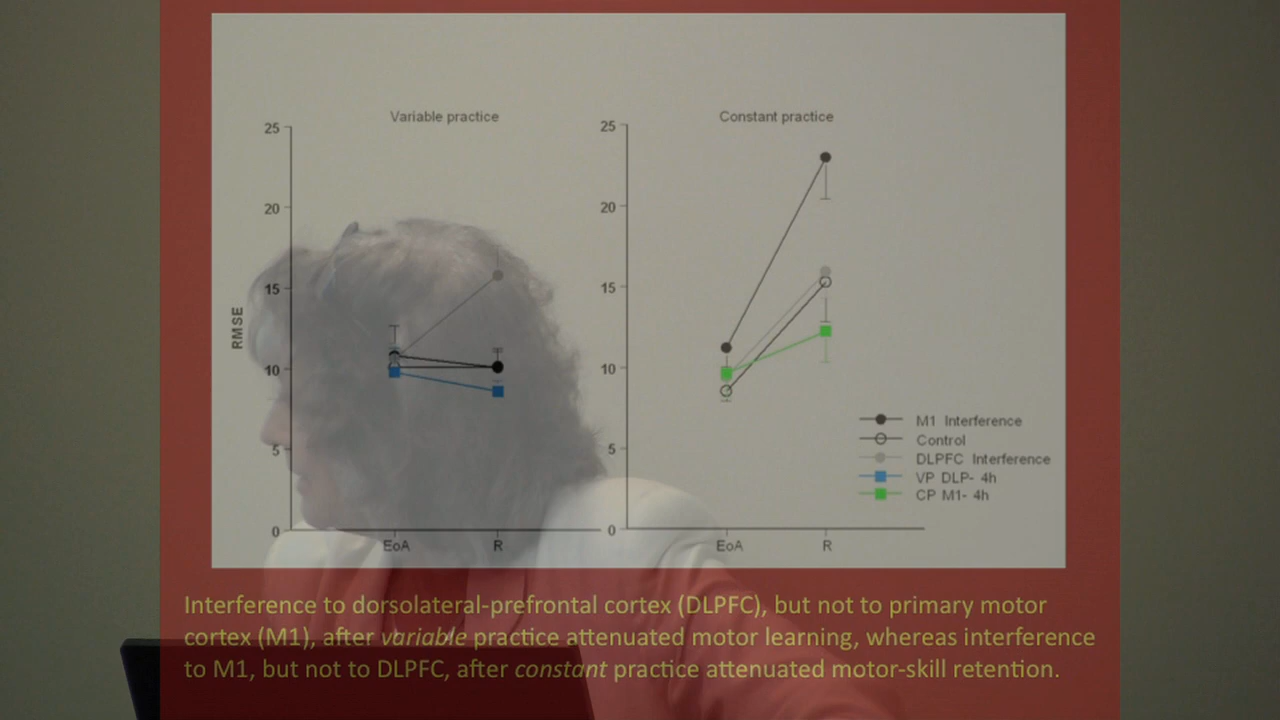 Variable practice
Constant practice
25
20
15
10
5
0
RMSE
EoA
R
25
20
15
10
5
0
EoA
R
M1 Interference
Control
DLPFC Interference
VP DLP- 4h
CP M1- 4h
Interference to dorsolateral-prefrontal cortex (DLPFC), but not to primary motor
cortex (M1), after variable practice attenuated motor learning, whereas interference
to M1, but not to DLPFC, after constant practice attenuated motor-skill retention.